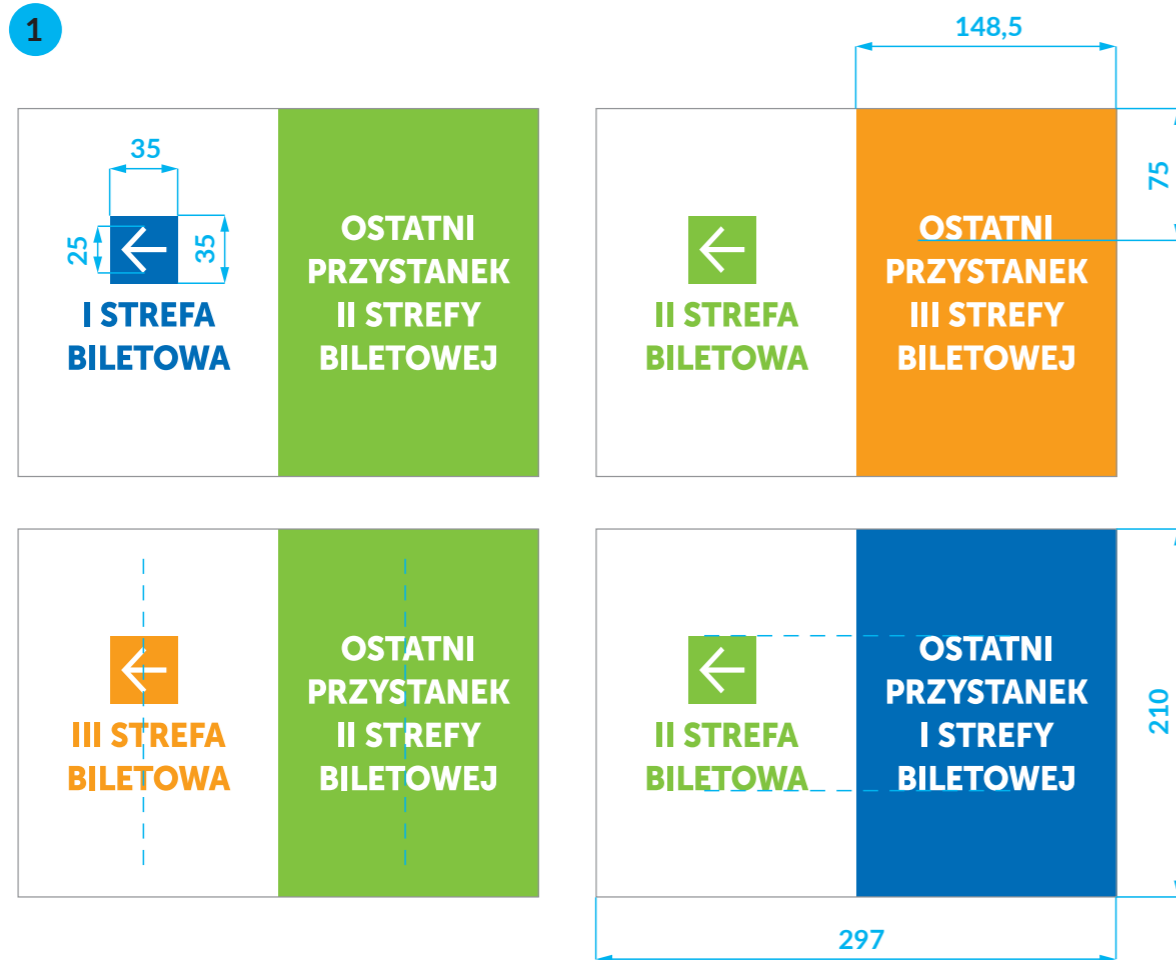 1
148,5
35
25
35
I STREFA
BILETOWA
OSTATNI
PRZYSTANEK
II STREFY
BILETOWEJ
II STREFA
BILETOWA
OSTATNI
PRZYSTANEK
III STREFY
BILETOWEJ
75
III STREFA
BILETOWA
OSTATNI
PRZYSTANEK
II STREFY
BILETOWEJ
II STREFA
BILETOWA
OSTATNI
PRZYSTANEK
I STREFY
BILETOWEJ
210
297